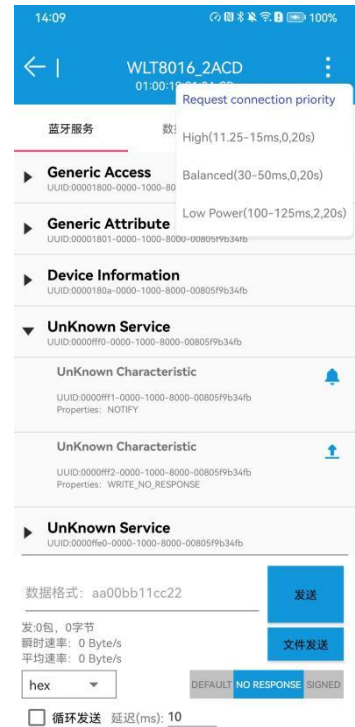 14:09
100%
WLT8016_2ACD
Request connection priority
蓝牙服务
High(11.25-15ms,0,20s)
Balanced(30-50ms,0,20s)
Low Power(100-125ms,2,20s)
Generic Access
UUID:00001800-0000-1000-80
Generic Attribute
UUID:00001801-0000-1000-8000-00805f9b34fb
Device Information
UUID:0000180a-0000-1000-8000-00805f9b34fb
UnKnown Service
UUID:0000fff0-0000-1000-8000-00805f9b34fb
UnKnown Characteristic
UUID:0000fff1-0000-1000-8000-00805f9b34fb
Properties: NOTIFY
UnKnown Characteristic
UUID:0000fff2-0000-1000-8000-00805f9b34fb
Properties: WRITE_NO_RESPONSE
UnKnown Service
UUID:0000ffe0-0000-1000-8000-00805f9b34fb
数据格式: aa00bb11cc22
发送
发:0包, 0字节
瞬时速率: 0 Byte/s
平均速率: 0 Byte/s
文件发送
hex
DEFAULT NO RESPONSE SIGNED
循环发送 延迟(ms): 10